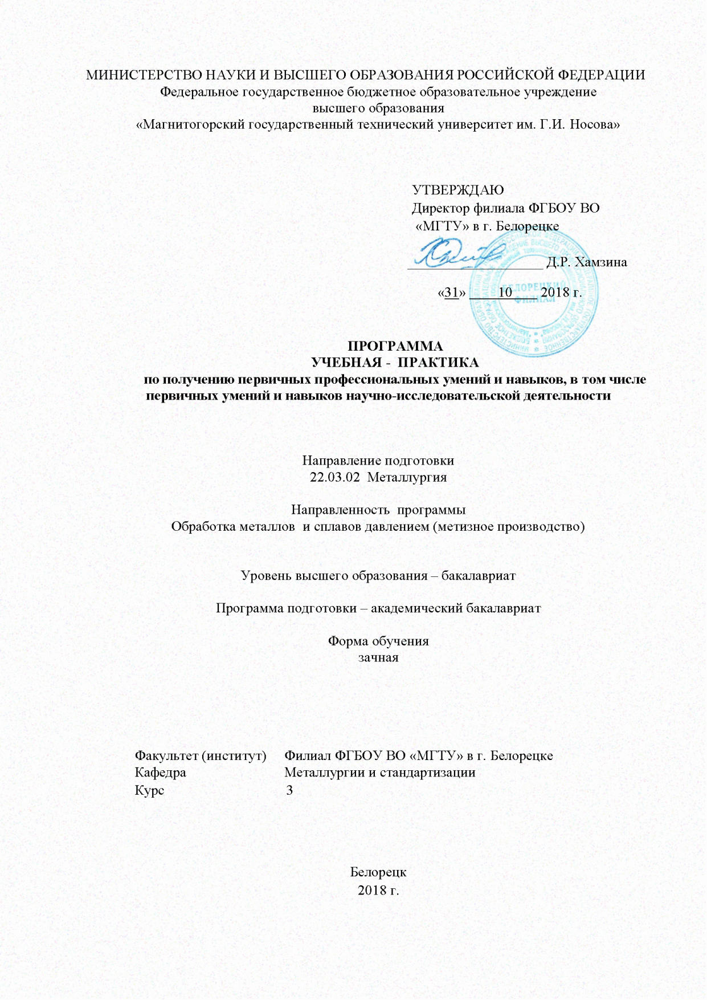 МИНИСТЕРСТВО НАУКИ И ВЫСШЕГО ОБРАЗОВАНИЯ РОССИЙСКОЙ ФЕДЕРАЦИИ
Федеральное государственное бюджетное образовательное учреждение
высшего образования
«Магнитогорский государственный технический университет им. Г.И. Носова»
УТВЕРЖДАЮ
Директор филиала ФГБОУ ВО
«МГТУ» в г. Белорецке
Д.Р. Хамзина
БЕЛОРЕЦКИЙ
ФИЛИАЛ
«31» 10 2018 г.
ПРОГРАММА
УЧЕБНАЯ - ПРАКТИКА
по получению первичных профессиональных умений и навыков, в том числе
первичных умений и навыков научно-исследовательской деятельности
Направление подготовки
22.03.02 Металлургия
Направленность программы
Обработка металлов и сплавов давлением (метизное производство)
Уровень высшего образования – бакалавриат
Программа подготовки – академический бакалавриат
Форма обучения
зачная
Факультет (институт) Филиал ФГБОУ ВО «МГТУ» в г. Белорецке
Кафедра Металлургии и стандартизации
Курс 3
Белорецк
2018 г.